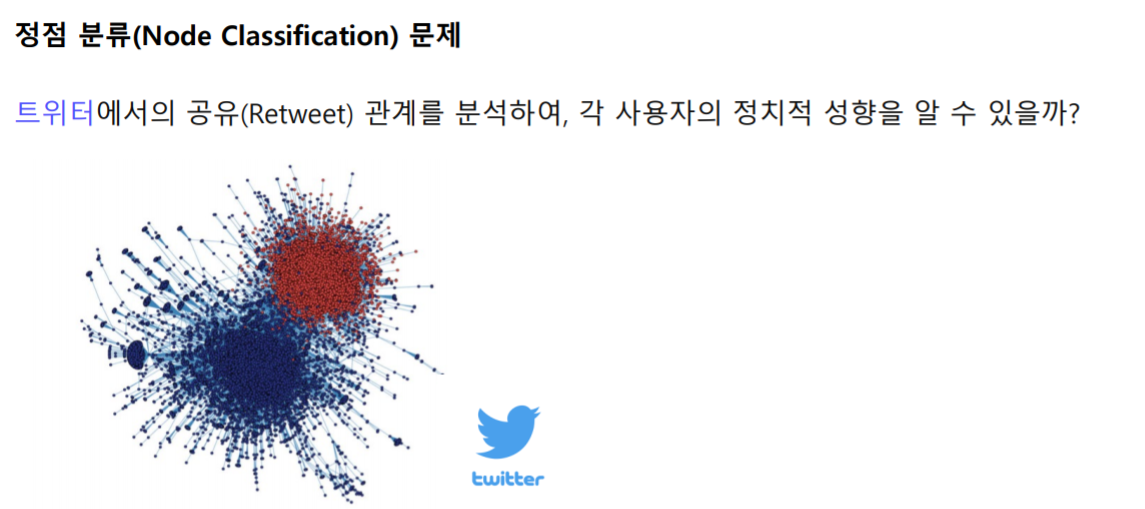 정점 분류(Node Classification) 문제
트위터에서의 공유(Retweet) 관계를 분석하여, 각 사용자의 정치적 성향을 알 수 있을까?
twitter